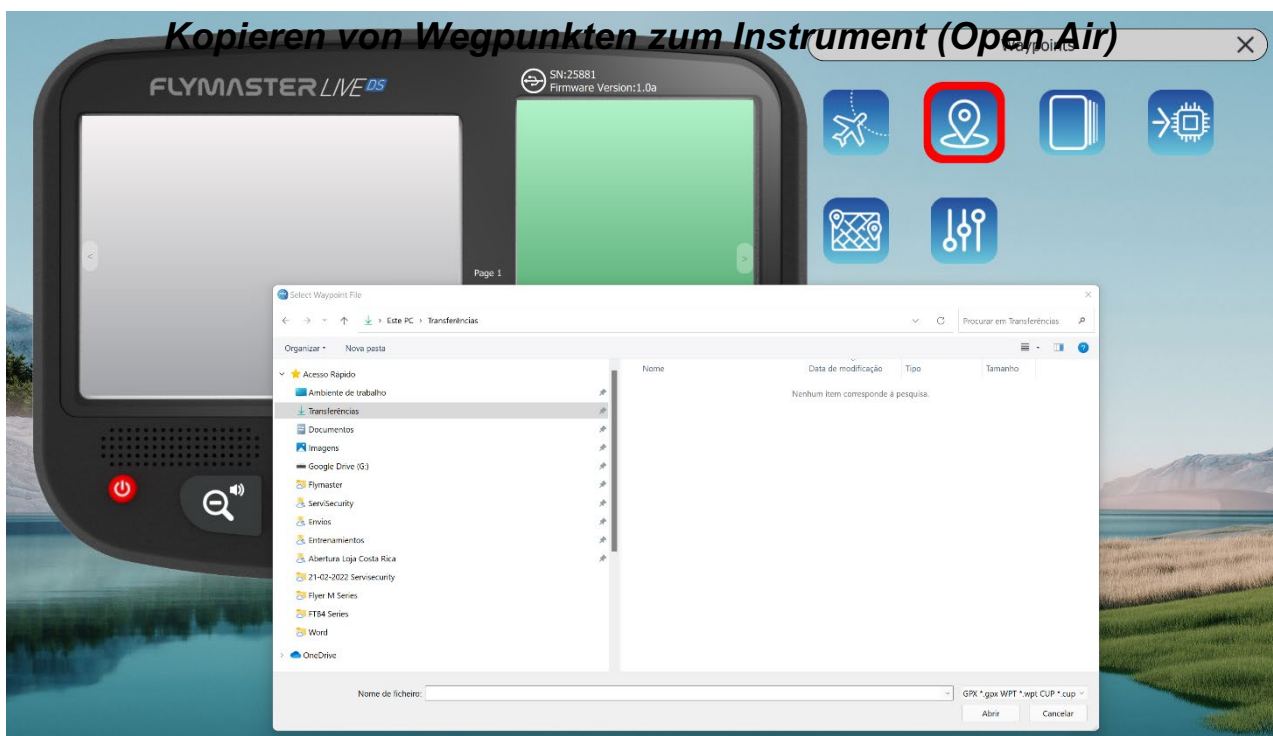 Kopieren von Wegpunkten zum Instrument (Open Air)
Waypoints
FLYMASTER LIVE DS
SN:25881
Firmware Version:1.0a
Page 1
Select Waypoint File
Este PC > Transferências
Procurar em Transferências
Organizar
Nova pasta
Nome
Data de modificação
Tipo
Tamanho
Nenhum item corresponde à pesquisa.
Acesso Rápido
Ambiente de trabalho
Transferências
Documentos
Imagens
Google Drive (G:)
Flymaster
ServiSecurity
Envios
Entrenamientos
Abertura Loja Costa Rica
21-02-2022 Servisecurity
Flyer M Series
FTB4 Series
Word
OneDrive
Nome de ficheiro:
GPX *.gpx WPT *.wpt CUP *.cup
Abrir
Cancelar